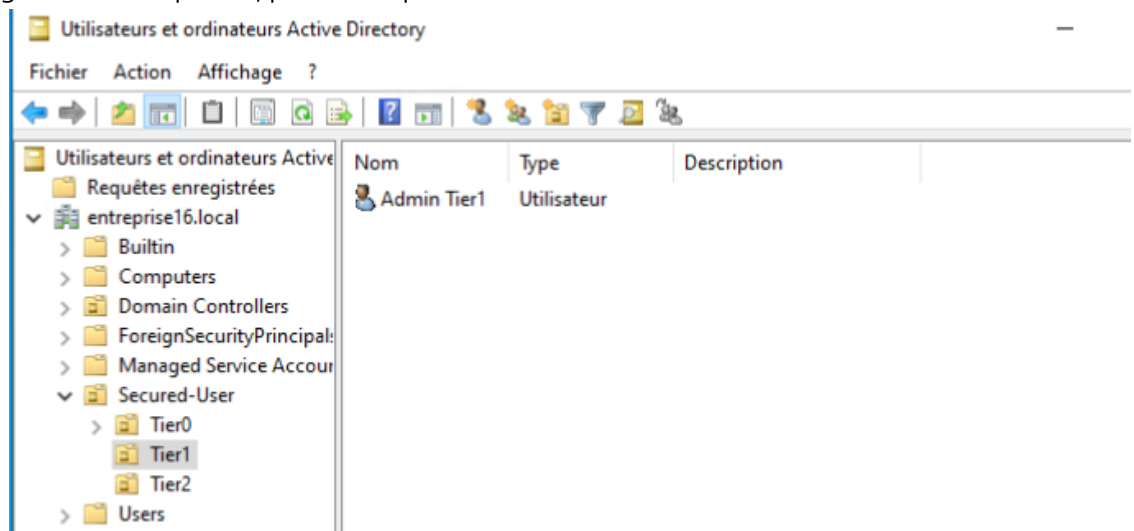 Utilisateurs et ordinateurs Active Directory
Fichier Action Affichage ?
Utilisateurs et ordinateurs Active
Requêtes enregistrées
entreprise16.local
Builtin
Computers
Domain Controllers
ForeignSecurityPrincipal
Managed Service Accour
Secured-User
Tier0
Tier1
Tier2
Users
Nom Type Description
Admin Tier1 Utilisateur